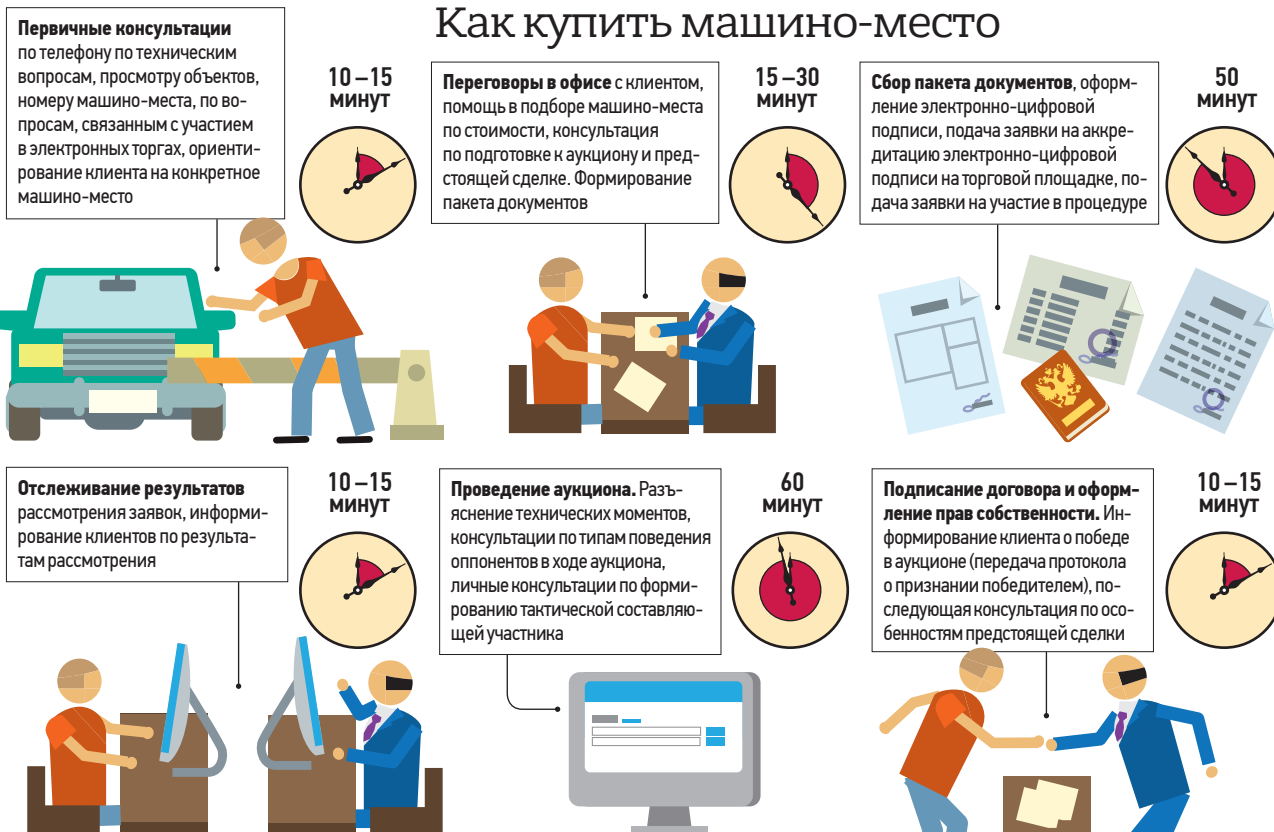 Как купить машино-место
Первичные консультации
по телефону по техническим
вопросам, просмотру объектов,
номеру машино-места, по во-
просам, связанным с участием
в электронных торгах, ориенти-
рование клиента на конкретное
машино-место
10–15
минут
Переговоры в офисе с клиентом,
помощь в подборе машино-места
по стоимости, консультация
по подготовке к аукциону и пред-
стоящей сделке. Формирование
пакета документов
15–30
минут
Сбор пакета документов, оформ-
ление электронно-цифровой
подписи, подача заявки на аккре-
дитацию электронно-цифровой
подписи на торговой площадке, по-
дача заявки на участие в процедуре
50
минут
Отслеживание результатов
рассмотрения заявок, информи-
рование клиентов по результа-
там рассмотрения
10–15
минут
Проведение аукциона. Разъ-
яснение технических моментов,
консультации по типам поведения
оппонентов в ходе аукциона,
личные консультации по форми-
рованию тактической составляю-
щей участника
60
минут
Подписание договора и оформ-
ление прав собственности. Ин-
формирование клиента о победе
в аукционе (передача протокола
о признании победителем), по-
следующая консультация по осо-
бенностям предстоящей сделки
10–15
минут